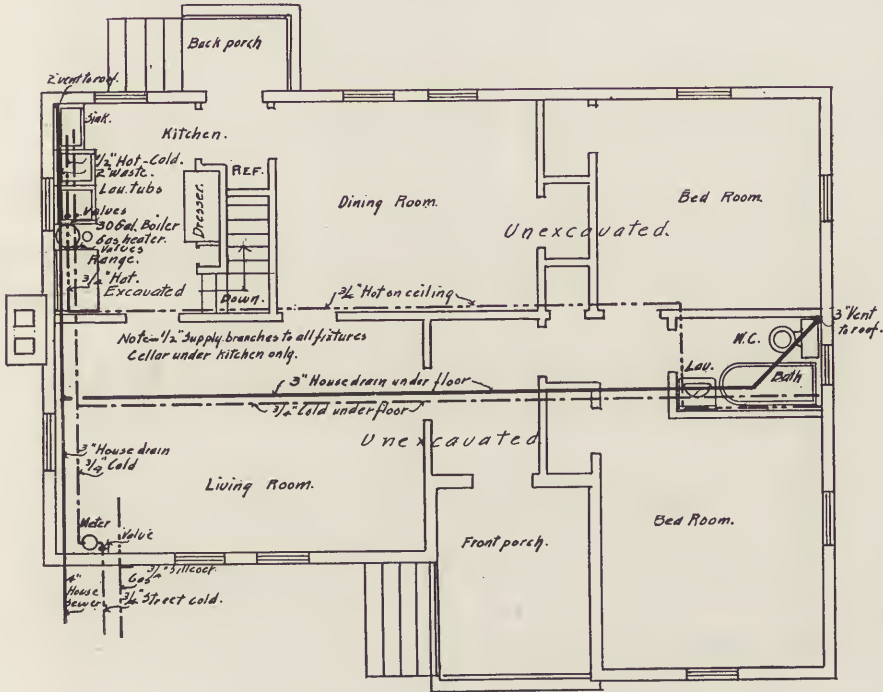 Back porch
2" vent to roof.
Sink.
Kitchen.
1/2" Hot-Cold.
2" waste.
Lau. tubs
Valves
30 Gal. Boiler
Gas heater.
Valves
Range.
3/4" Hot.
Excavated
REF.
Dresser.
Down.
Dining Room.
Unexcavated.
Bed Room.
3/4" Hot on ceiling
Note:- 1/2" Supply branches to all fixtures
Cellar under kitchen only.
3" Vent
to roof.
W.C.
Lau.
Bath
3" House drain under floor
3/4" Cold under floor
Unexcavated
3" House drain
3/4" Cold
Living Room.
Meter
Valve
Front porch.
Bed Room.
3/4" Sillcock.
Gas
4"
House
Sewer
3/4" Street cold.